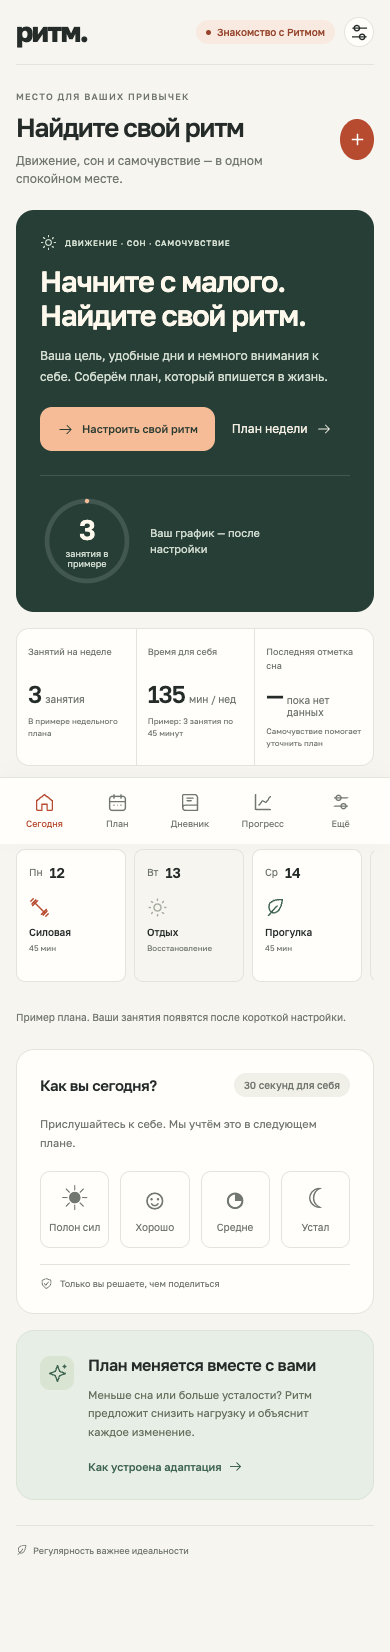 ритм.
Знакомство с Ритмом
МЕСТО ДЛЯ ВАШИХ ПРИВЫЧЕК
Найдите свой ритм
Движение, сон и самочувствие — в одном
спокойном месте.
ДВИЖЕНИЕ · СОН · САМОЧУВСТВИЕ
Начните с малого.
Найдите свой ритм.
Ваша цель, удобные дни и немного внимания к
себе. Соберём план, который впишется в жизнь.
→ Настроить свой ритм
План недели →
3
занятия в
примере
Ваш график — после
настройки
Занятий на неделе
3 занятия
В примере недельного
плана
Время для себя
135 мин / нед
Пример: 3 занятия по
45 минут
Последняя отметка
сна
— пока нет
данных
Самочувствие помогает
уточнить план
Сегодня
План
Дневник
Прогресс
Ещё
Пн 12
Силовая
45 мин
Вт 13
Отдых
Восстановление
Ср 14
Прогулка
45 мин
Пример плана. Ваши занятия появятся после короткой настройки.
Как вы сегодня?
30 секунд для себя
Прислушайтесь к себе. Мы учтём это в следующем
плане.
Полон сил
Хорошо
Средне
Устал
Только вы решаете, чем поделиться
План меняется вместе с вами
Меньше сна или больше усталости? Ритм
предложит снизить нагрузку и объяснит
каждое изменение.
Как устроена адаптация →
Регулярность важнее идеальности